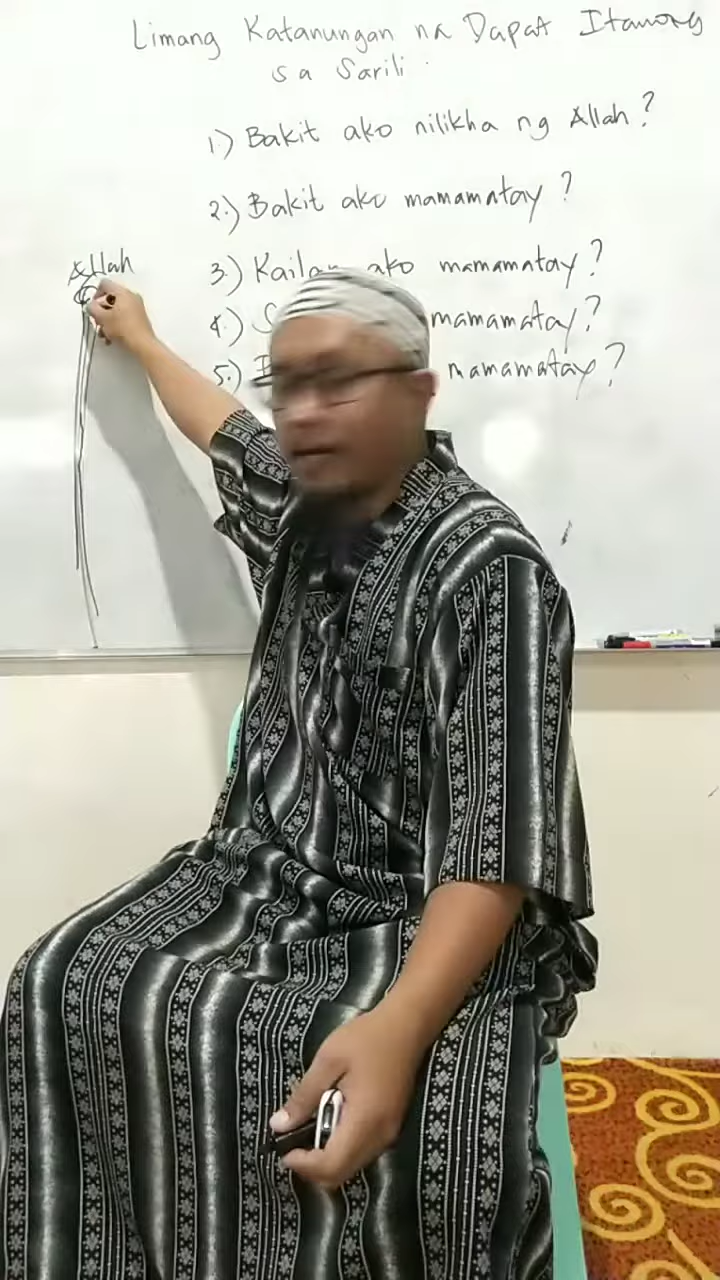 Limang Katanungan na Dapat Itanong
sa Sarili
1.) Bakit ako nilikha ng Allah?
2.) Bakit ako mamamatay?
Allah
3.) Kailan ako mamamatay?
4.) mamamatay?
5.) mamamatay?